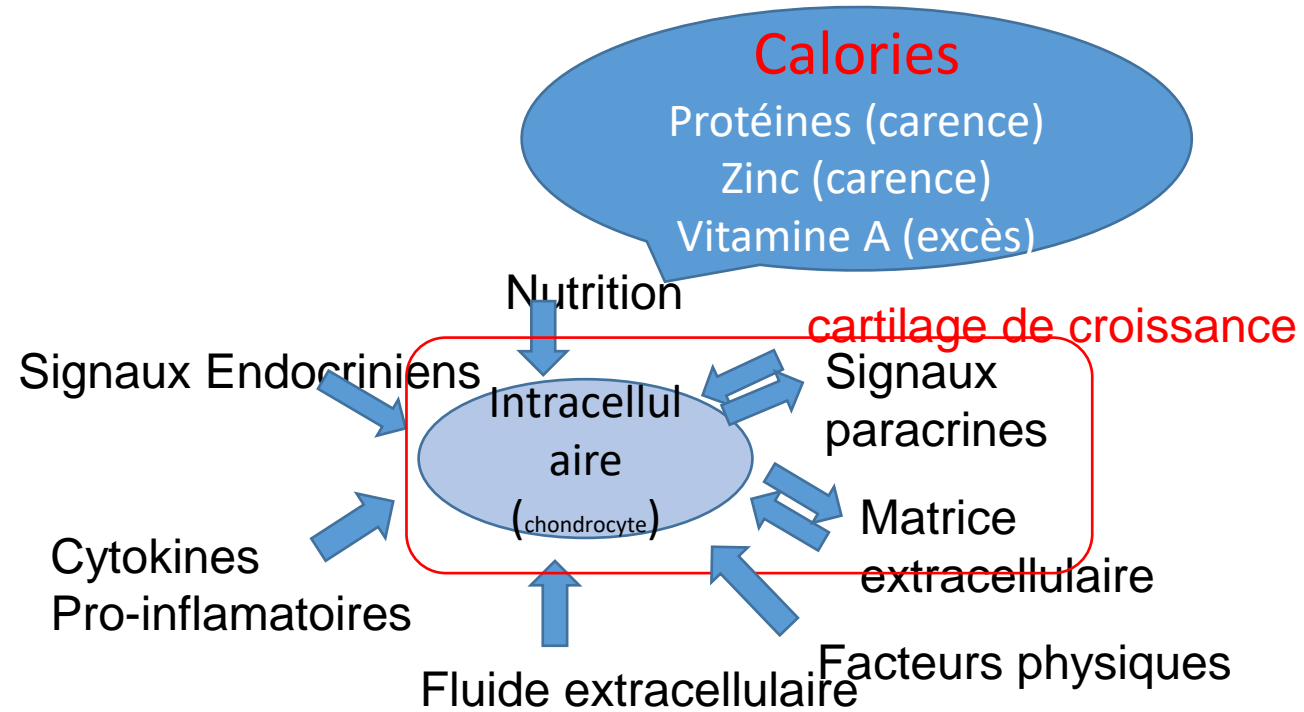 Calories
Protéines (carence)
Zinc (carence)
Vitamine A (excès)
Nutrition
cartilage de croissance
Signaux Endocriniens
Signaux
paracrines
Intracellul
aire
(chondrocyte)
Matrice
extracellulaire
Cytokines
Pro-inflamatoires
Facteurs physiques
Fluide extracellulaire